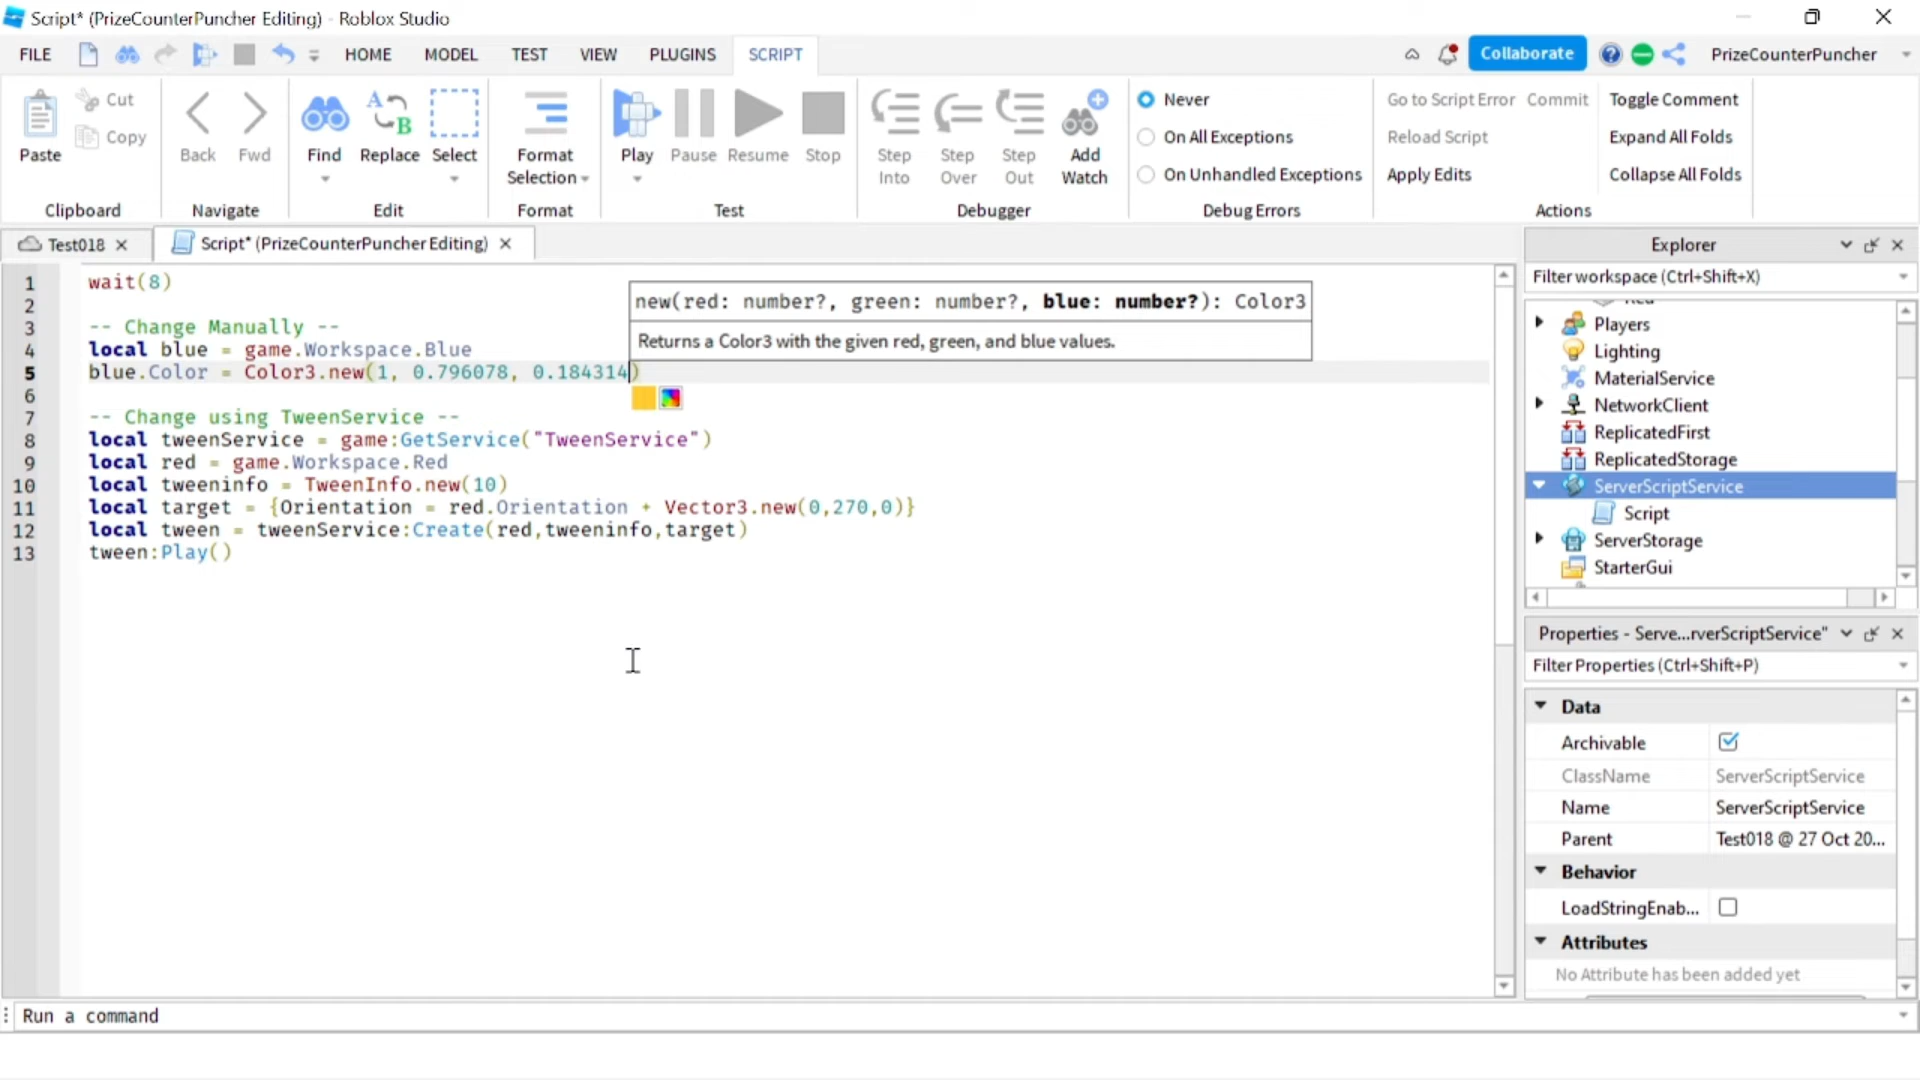 Script* (PrizeCounterPuncher Editing) - Roblox Studio
FILE HOME MODEL TEST VIEW PLUGINS SCRIPT Collaborate PrizeCounterPuncher
Paste Cut Copy Clipboard
Back Fwd Navigate
Find Replace Select Edit
Format Selection Format
Play Pause Resume Stop Test
Step Into Step Over Step Out Add Watch Debugger
Never
On All Exceptions
On Unhandled Exceptions
Debug Errors
Go to Script Error Commit Toggle Comment
Reload Script Expand All Folds
Apply Edits Collapse All Folds
Actions
Test018 Script* (PrizeCounterPuncher Editing)
1 wait(8)
2
3 -- Change Manually --
4 local blue = game.Workspace.Blue
5 blue.Color = Color3.new(1, 0.796078, 0.184314)
6
7 -- Change using TweenService --
8 local tweenService = game:GetService("TweenService")
9 local red = game.Workspace.Red
10 local tweeninfo = TweenInfo.new(10)
11 local target = {Orientation = red.Orientation + Vector3.new(0,270,0)}
12 local tween = tweenService:Create(red,tweeninfo,target)
13 tween:Play()
new(red: number?, green: number?, blue: number?): Color3
Returns a Color3 with the given red, green, and blue values.
Explorer
Filter workspace (Ctrl+Shift+X)
Players
Lighting
MaterialService
NetworkClient
ReplicatedFirst
ReplicatedStorage
ServerScriptService
Script
ServerStorage
StarterGui
Properties - Serve...rverScriptService"
Filter Properties (Ctrl+Shift+P)
Data
Archivable
ClassName ServerScriptService
Name ServerScriptService
Parent Test018 @ 27 Oct 20...
Behavior
LoadStringEnab...
Attributes
No Attribute has been added yet
Run a command